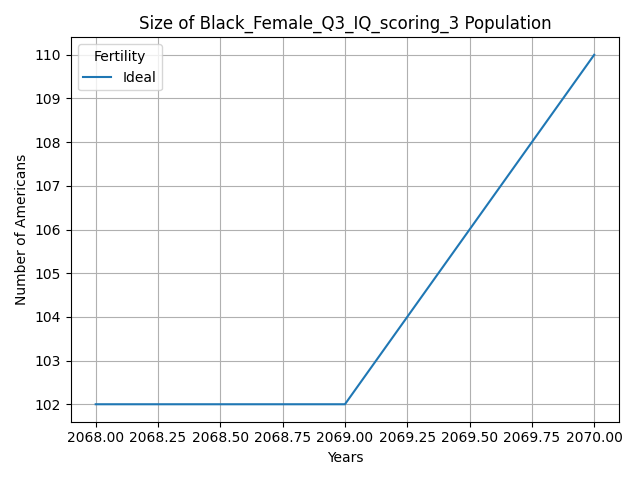 Size of Black_Female_Q3_IQ_scoring_3 Population
Fertility
Ideal
110
109
108
107
106
105
104
103
102
Number of Americans
2068.00 2068.25 2068.50 2068.75 2069.00 2069.25 2069.50 2069.75 2070.00
Years